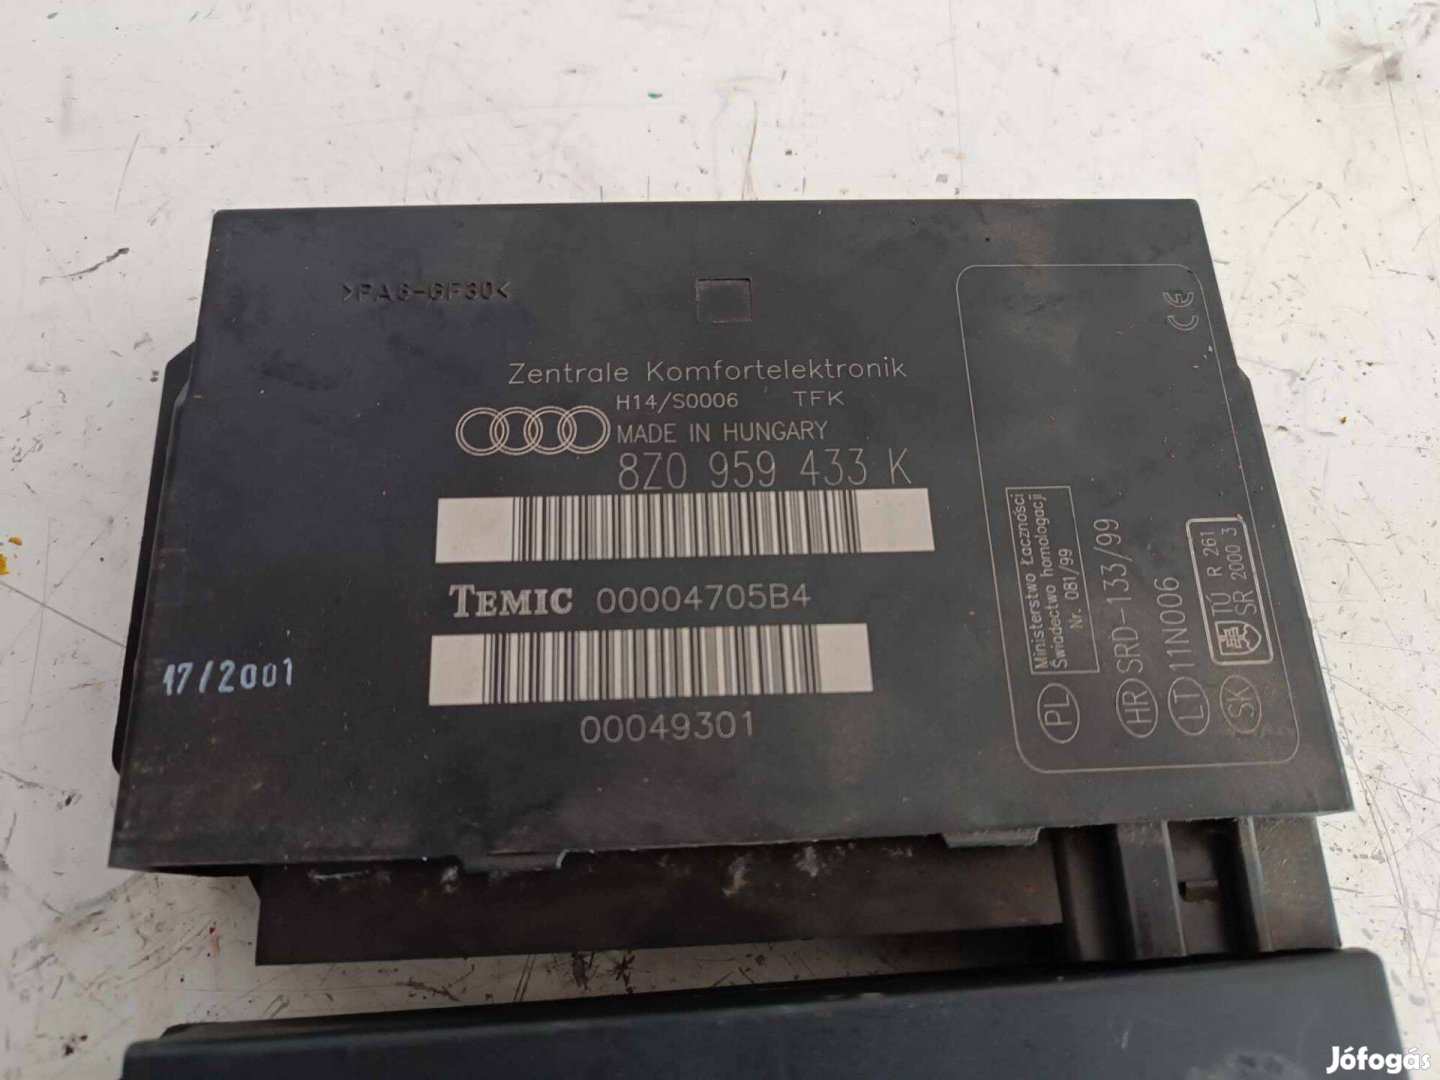 >PA6-GF30<
Zentrale Komfortelektronik
H14/S0006 TFK
MADE IN HUNGARY
8Z0 959 433 K
TEMIC 00004705B4
00049301
17/2001
CE
PL Ministerstwo Łączności
Świadectwo homologacji
Nr. 081/99
HR SRD-133/99
LT 11N006
SK TÚ R 261
SR 2000 3
Jófogás